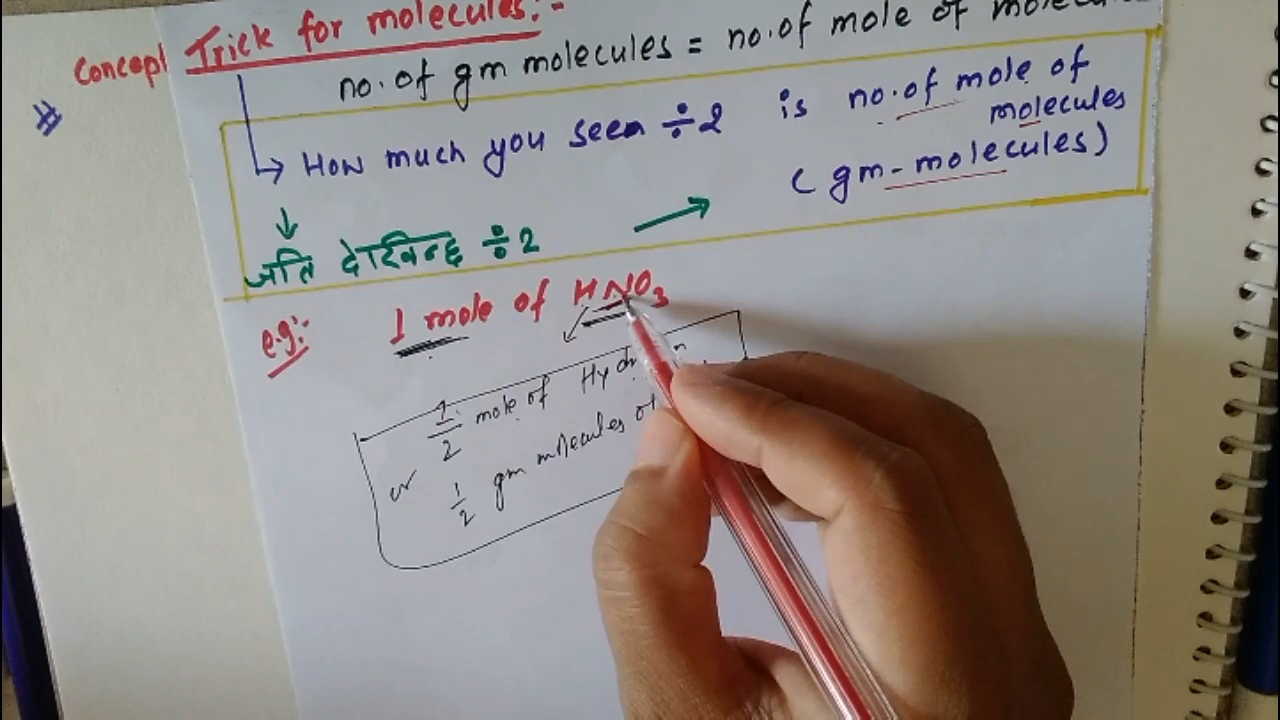 Concept Trick for molecules:-
no. of gm molecules = no. of mole of
How much you seen ÷2 is no. of mole of
molecules
(gm-molecules)
जति देखिन्छ ÷2
e.g:- 1 mole of HNO₃
1/2 mole of
or 1/2 gm molecules of